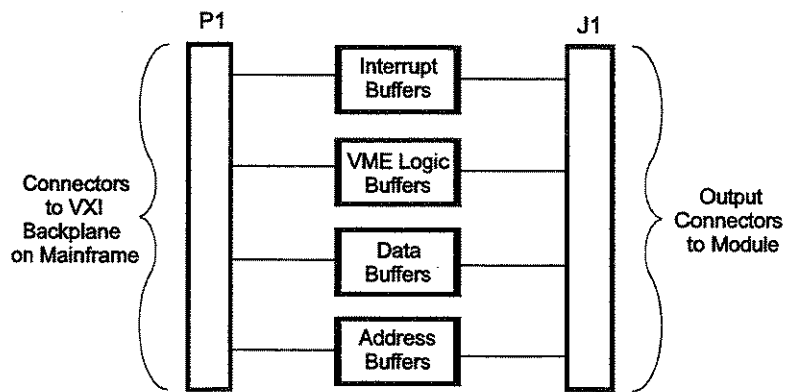 P1
J1
Interrupt
Buffers
VME Logic
Buffers
Connectors
to VXI
Backplane
on Mainframe
Output
Connectors
to Module
Data
Buffers
Address
Buffers